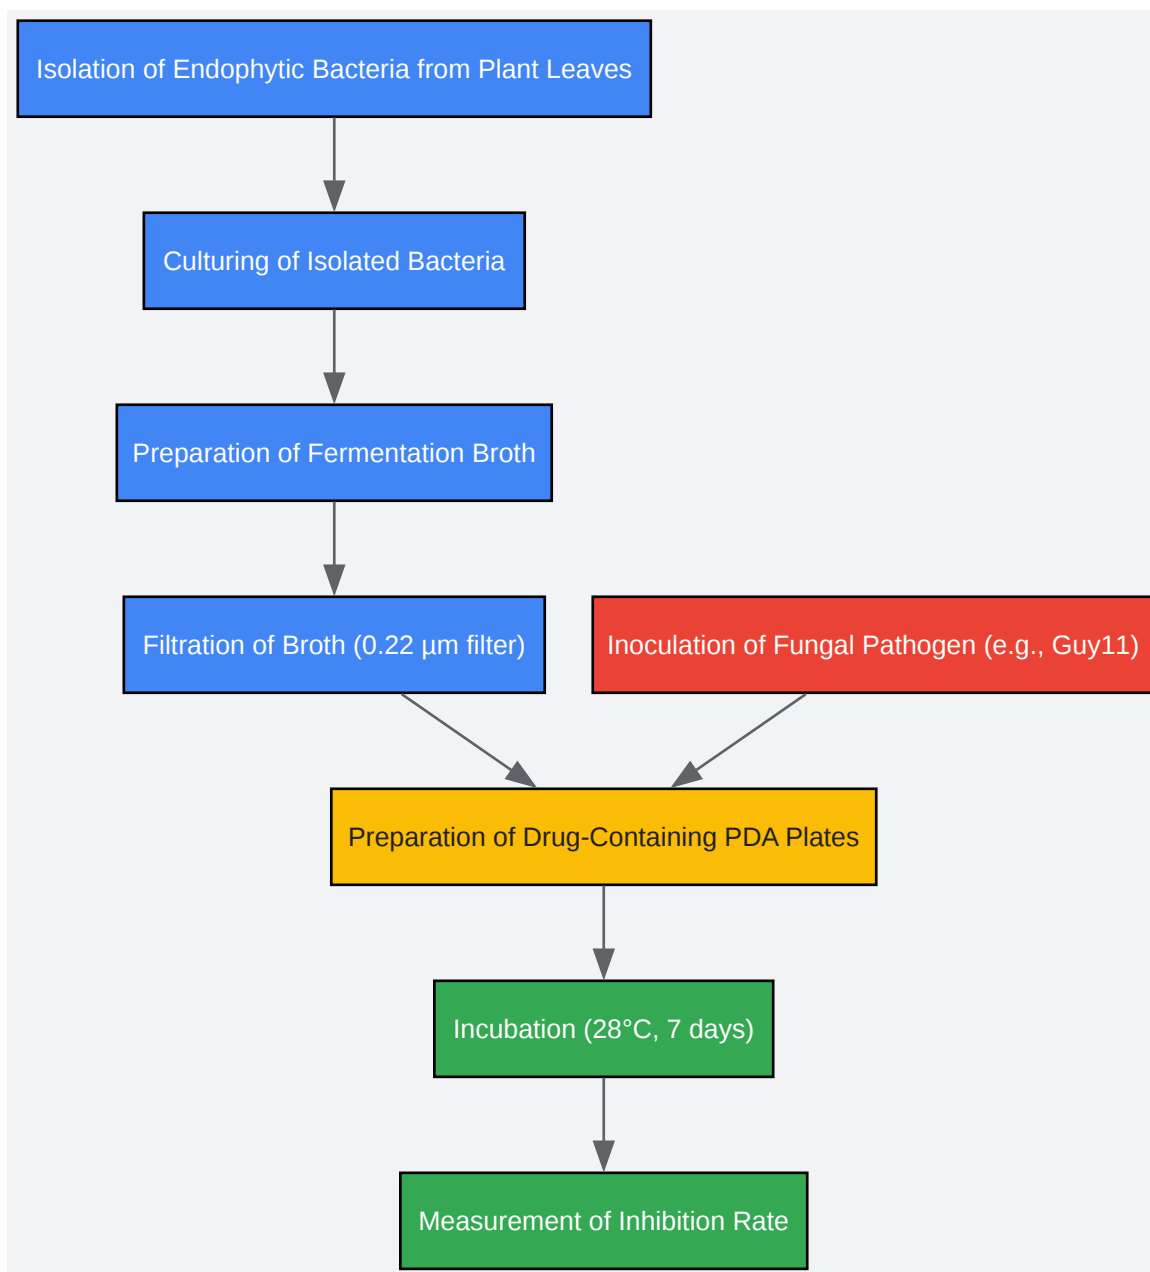 Isolation of Endophytic Bacteria from Plant Leaves
Culturing of Isolated Bacteria
Preparation of Fermentation Broth
Filtration of Broth (0.22 µm filter)
Inoculation of Fungal Pathogen (e.g., Guy11)
Preparation of Drug-Containing PDA Plates
Incubation (28°C, 7 days)
Measurement of Inhibition Rate